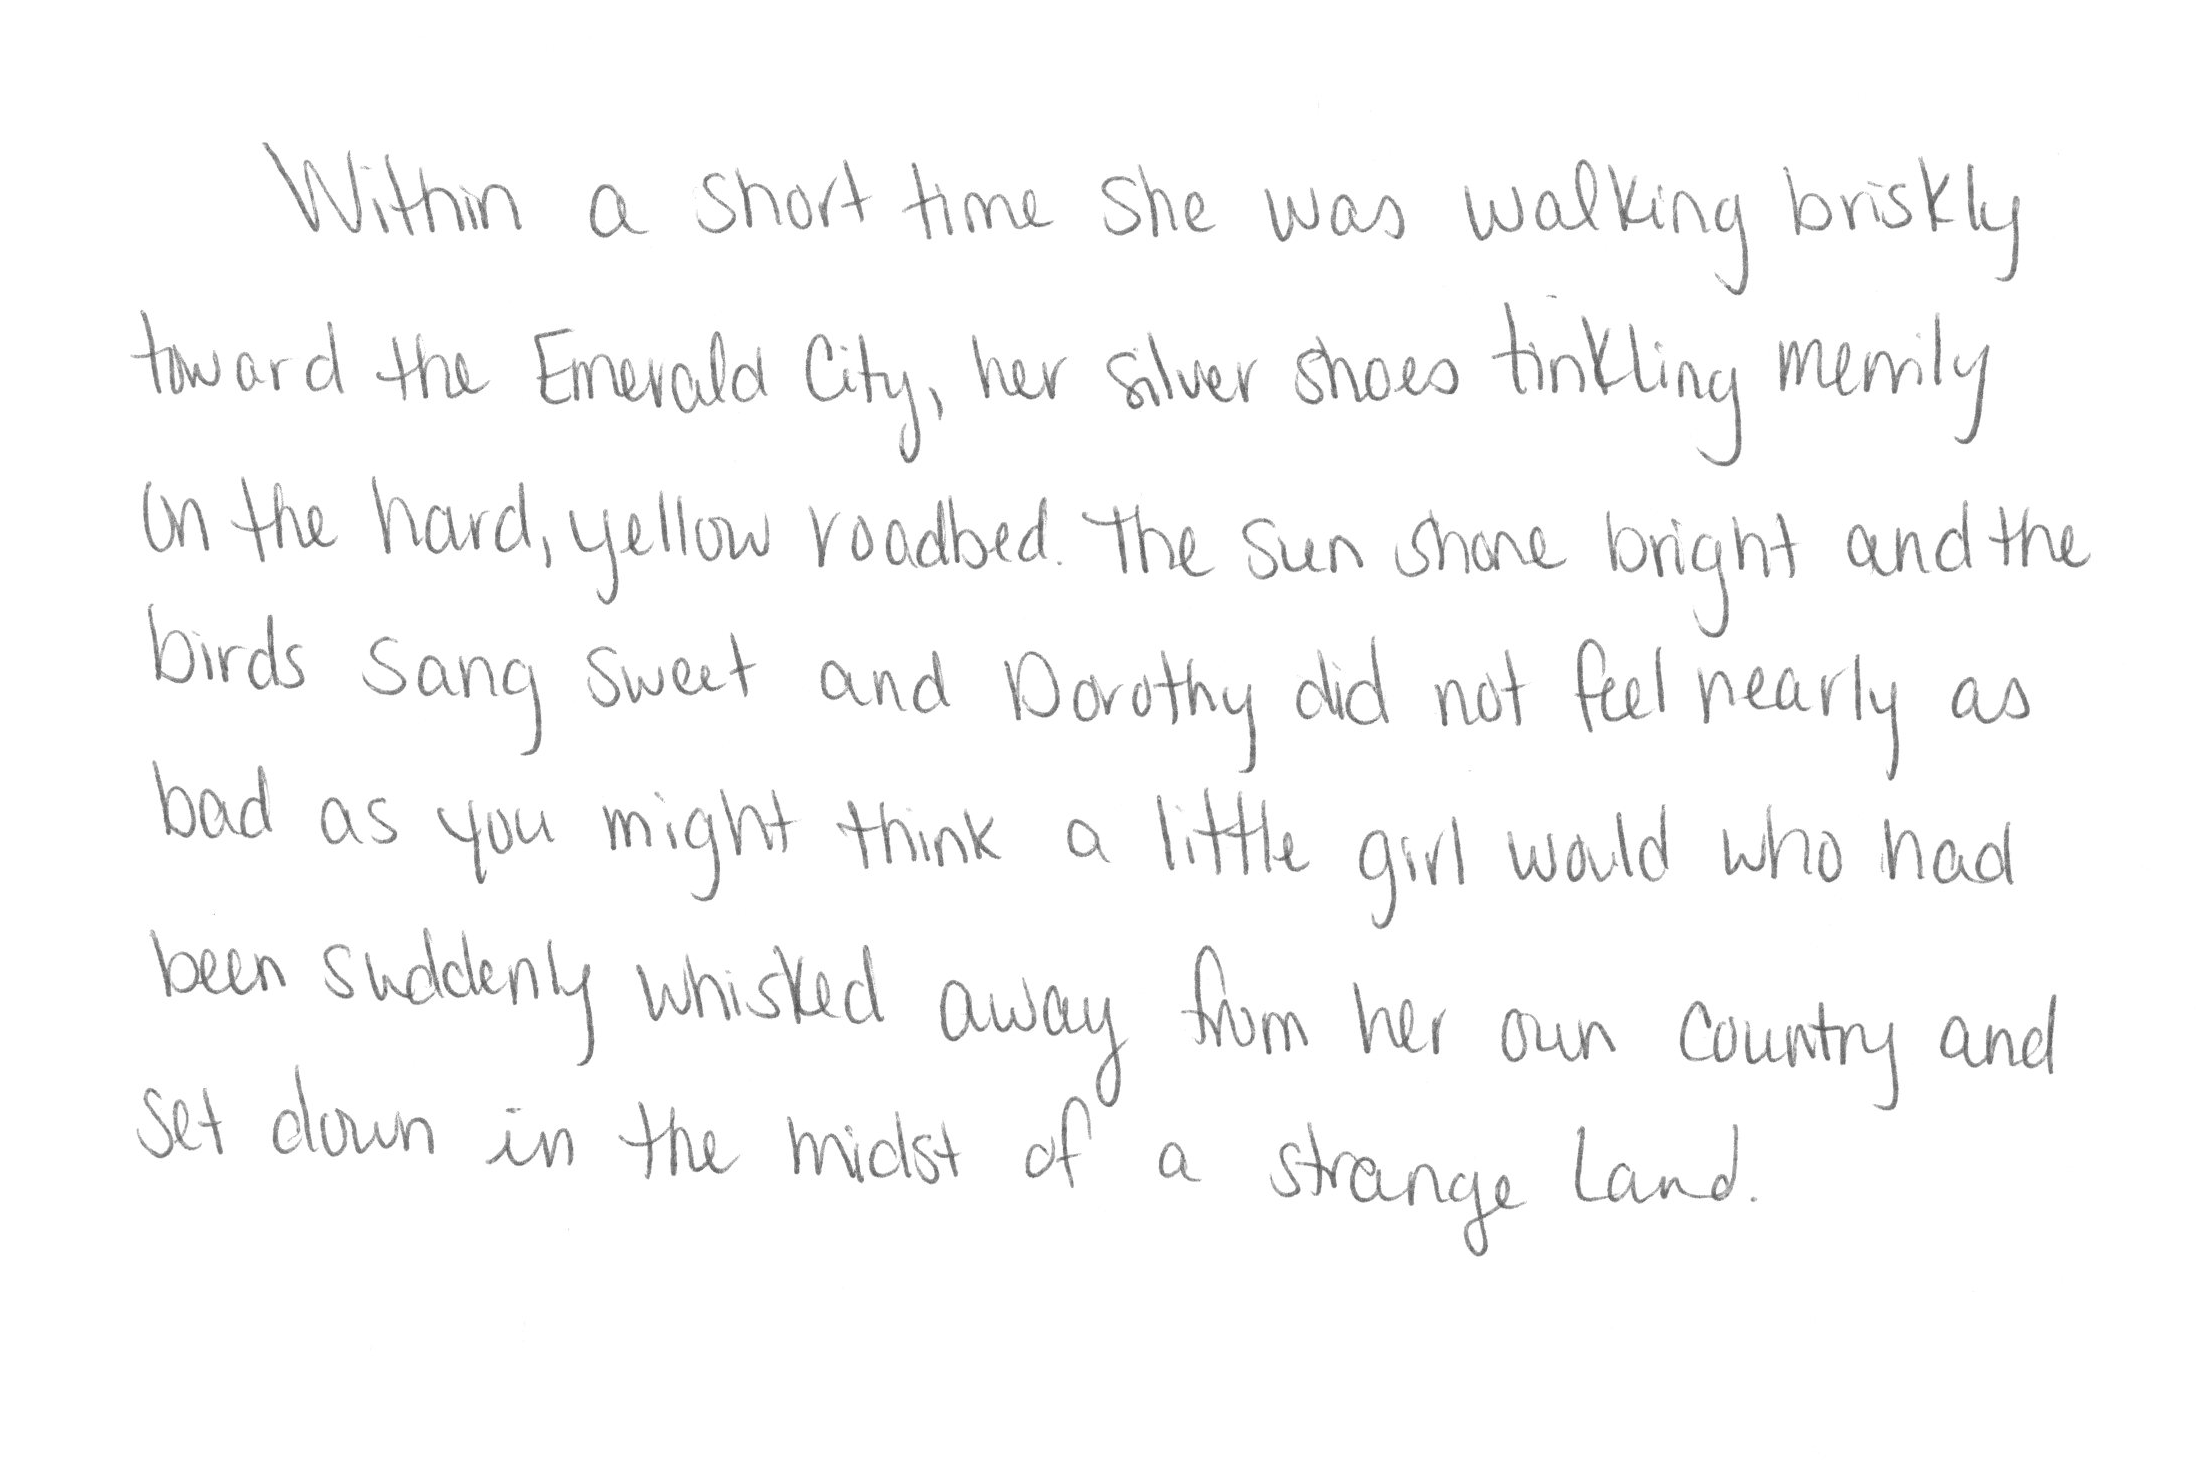 Within a short time she was walking briskly
toward the Emerald City, her silver shoes tinkling merrily
on the hard, yellow roadbed. The sun shone bright and the
birds sang sweet and Dorothy did not feel nearly as
bad as you might think a little girl would who had
been suddenly whisked away from her own country and
set down in the midst of a strange land.